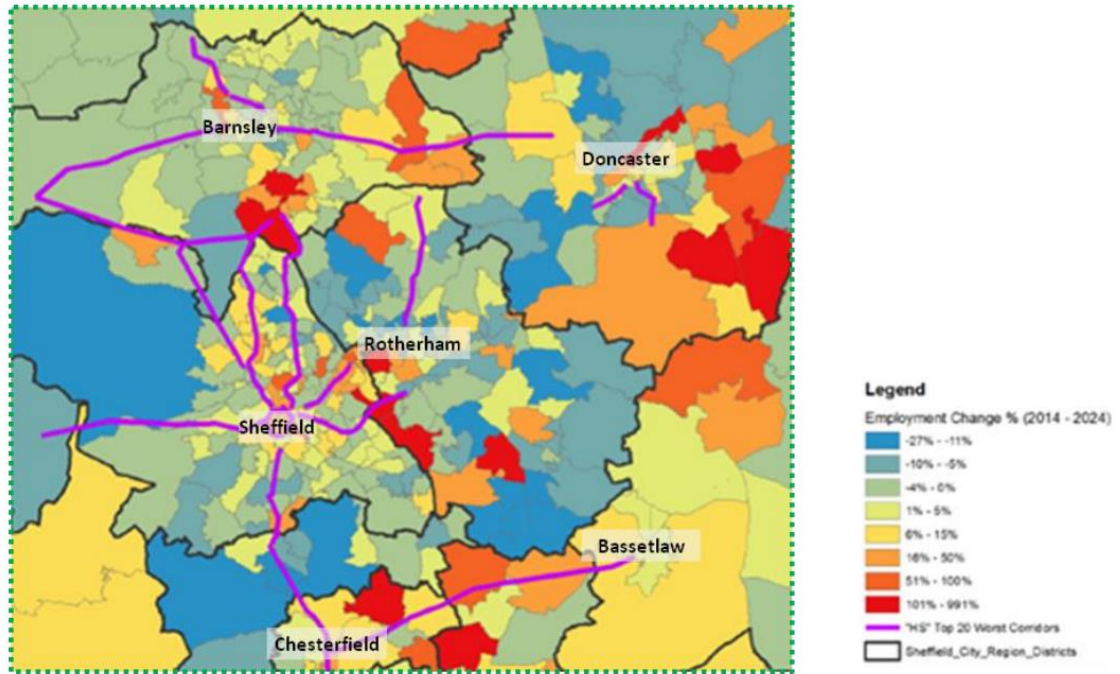 Barnsley
Doncaster
Rotherham
Sheffield
Bassetlaw
Chesterfield
Legend
Employment Change % (2014 - 2024)
-27% - -11%
-10% - -5%
-4% - 0%
1% - 5%
6% - 15%
16% - 50%
51% - 100%
101% - 991%
"HS" Top 20 Worst Corridors
Sheffield_City_Region_Districts